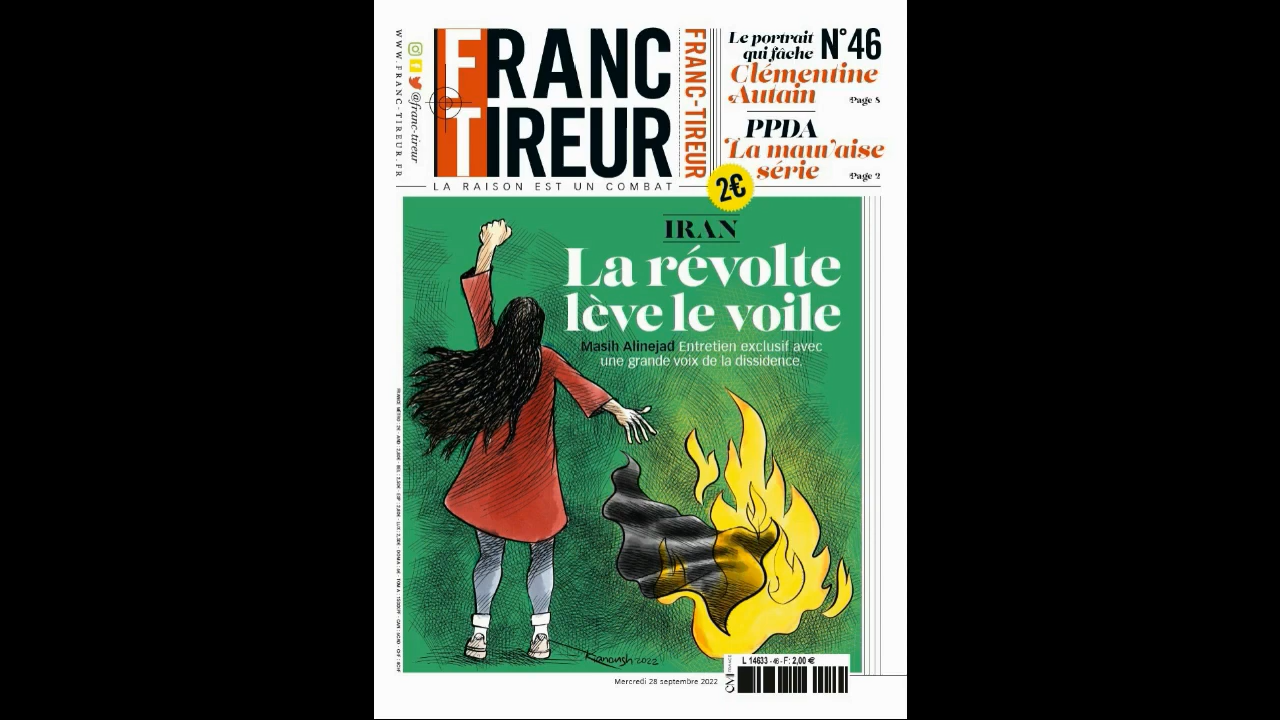 FRANC
TIREUR
LA RAISON EST UN COMBAT
WWW.FRANC-TIREUR.FR
@franc-tireur
FRANC-TIREUR
Le portrait
qui fâche
N°46
Clémentine
Autain
Page 8
PPDA
La mauvaise
série
Page 2
2€
IRAN
La révolte
lève le voile
Masih Alinejad Entretien exclusif avec
une grande voix de la dissidence.
Kianoush 2022
Mercredi 28 septembre 2022
CMI FRANCE
L 14633 - 46 - F: 2,00 €